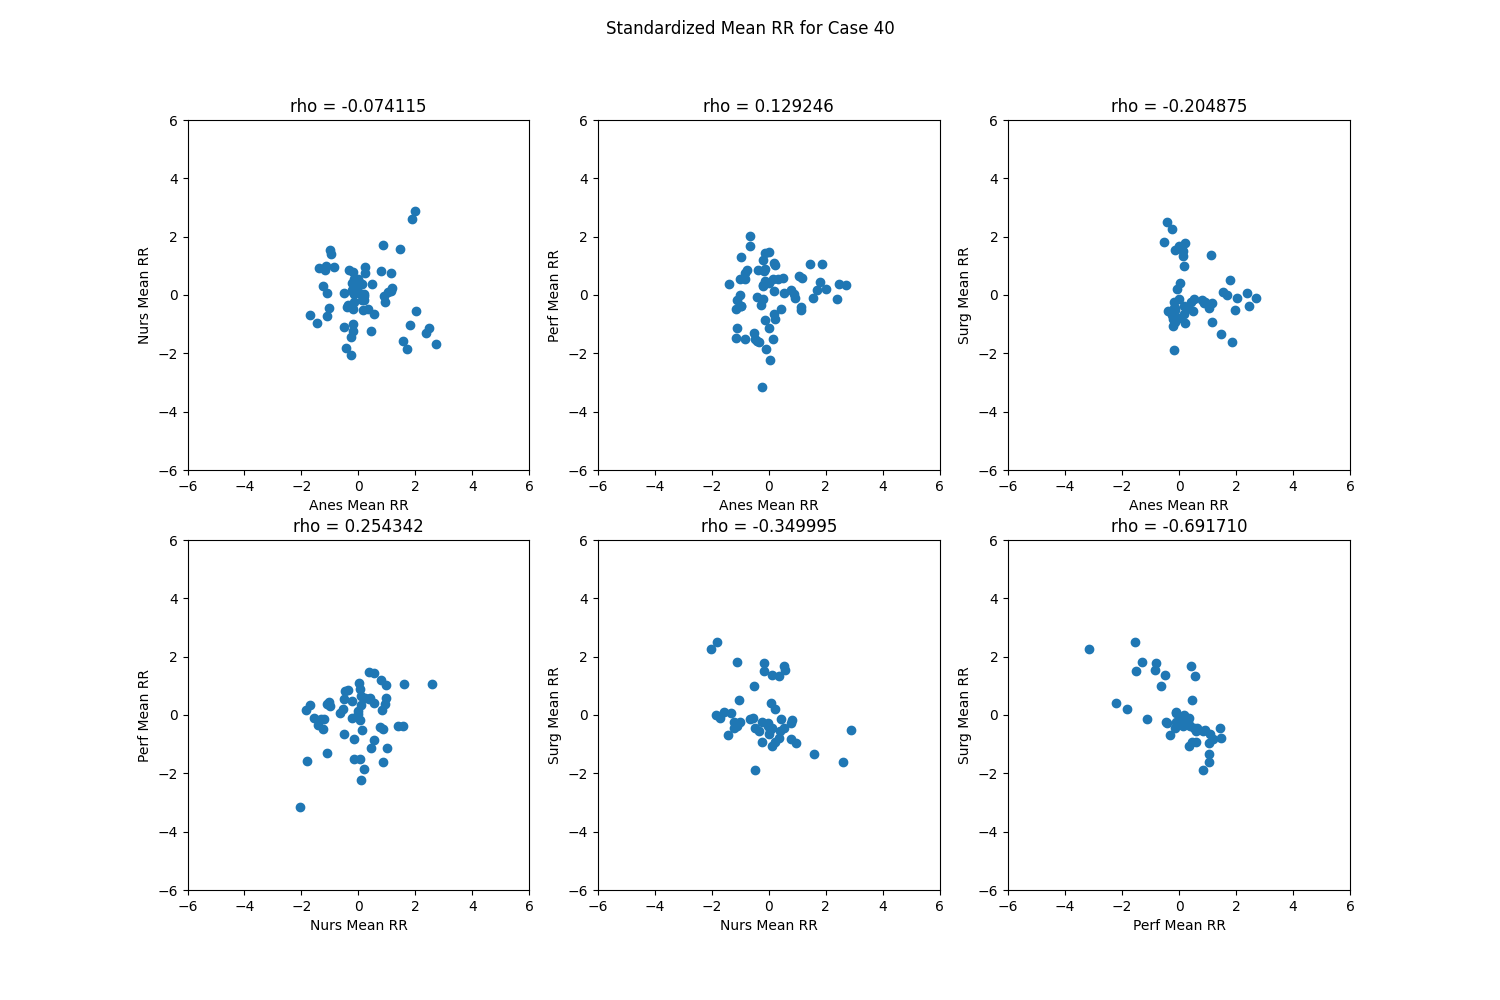 Standardized Mean RR for Case 40
rho = -0.074115
rho = 0.129246
rho = -0.204875
6
4
2
0
−2
−4
−6
Nurs Mean RR
−6 −4 −2 0 2 4 6
Anes Mean RR
6
4
2
0
−2
−4
−6
Perf Mean RR
−6 −4 −2 0 2 4 6
Anes Mean RR
6
4
2
0
−2
−4
−6
Surg Mean RR
−6 −4 −2 0 2 4 6
Anes Mean RR
rho = 0.254342
rho = -0.349995
rho = -0.691710
6
4
2
0
−2
−4
−6
Perf Mean RR
−6 −4 −2 0 2 4 6
Nurs Mean RR
6
4
2
0
−2
−4
−6
Surg Mean RR
−6 −4 −2 0 2 4 6
Nurs Mean RR
6
4
2
0
−2
−4
−6
Surg Mean RR
−6 −4 −2 0 2 4 6
Perf Mean RR